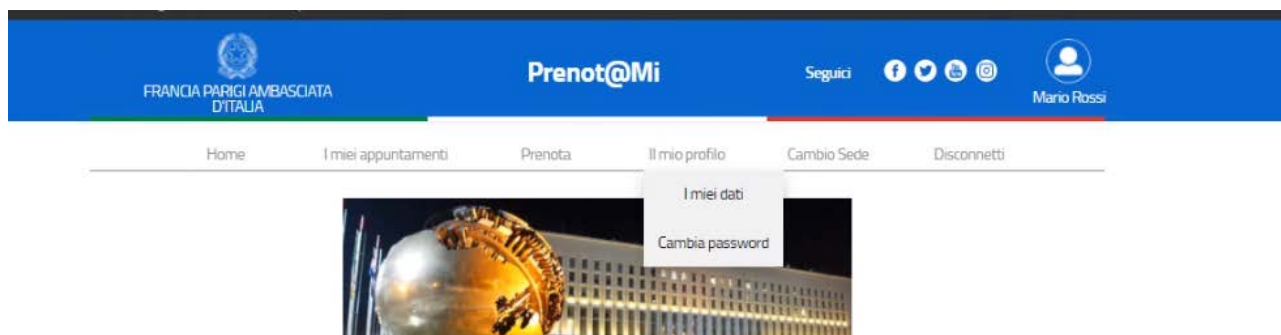 FRANCIA PARIGI AMBASCIATA
D'ITALIA
Prenot@Mi
Seguici
Mario Rossi
Home I miei appuntamenti Prenota Il mio profilo Cambio Sede Disconnetti
I miei dati
Cambia password